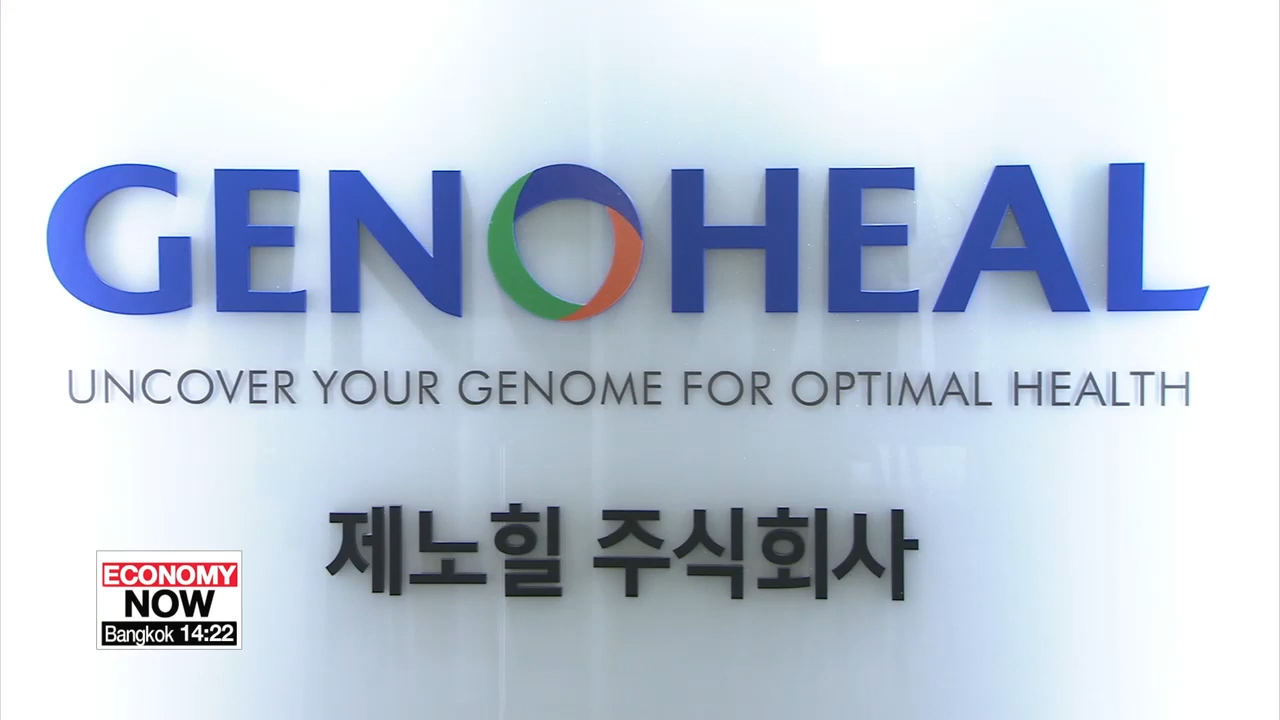 GENOHEAL
UNCOVER YOUR GENOME FOR OPTIMAL HEALTH
제노힐 주식회사
ECONOMY
NOW
Bangkok 14:22